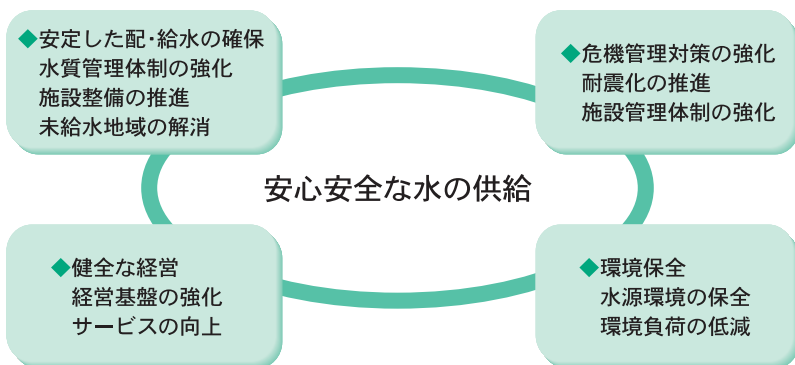 ◆安定した配・給水の確保
水質管理体制の強化
施設整備の推進
未給水地域の解消
◆危機管理対策の強化
耐震化の推進
施設管理体制の強化
安心安全な水の供給
◆健全な経営
経営基盤の強化
サービスの向上
◆環境保全
水源環境の保全
環境負荷の低減